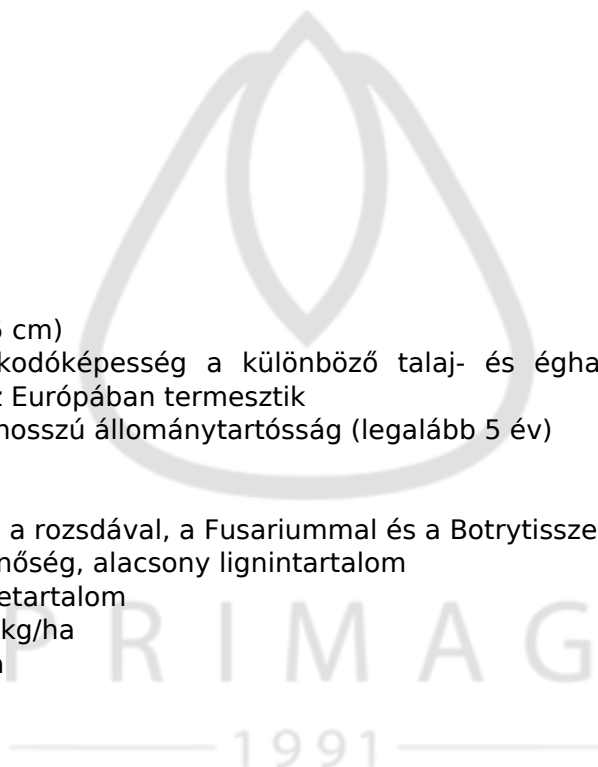 cm)
kodóképesség a különböző talaj- és égha
z Európában termesztik
hosszú állománytartósság (legalább 5 év)
a rozsdával, a Fusariummal és a Botrytissze
nőség, alacsony lignintartalom
etartalom
kg/ha
PRIMAG
1991